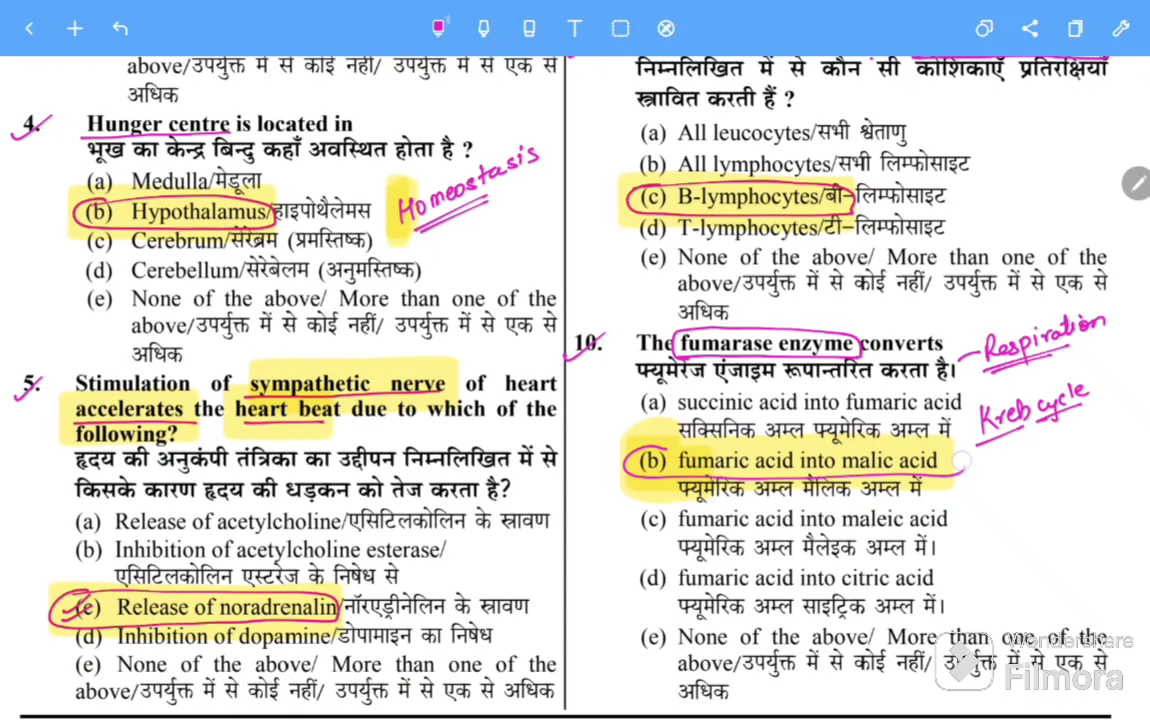 above/उपर्युक्त में से कोई नहीं/ उपर्युक्त में से एक से
अधिक
4. Hunger centre is located in
भूख का केन्द्र बिन्दु कहाँ अवस्थित होता है ?
(a) Medulla/मेडूला
(b) Hypothalamus/हाइपोथैलेमस
(c) Cerebrum/सेरेब्रम (प्रमस्तिष्क)
(d) Cerebellum/सेरेबेलम (अनुमस्तिष्क)
(e) None of the above/ More than one of the
above/उपर्युक्त में से कोई नहीं/ उपर्युक्त में से एक से
अधिक
Homeostasis
5. Stimulation of sympathetic nerve of heart
accelerates the heart beat due to which of the
following?
हृदय की अनुकंपी तंत्रिका का उद्दीपन निम्नलिखित में से
किसके कारण हृदय की धड़कन को तेज करता है?
(a) Release of acetylcholine/एसिटिलकोलिन के स्रावण
(b) Inhibition of acetylcholine esterase/
एसिटिलकोलिन एस्टरेज के निषेध से
(c) Release of noradrenalin/नॉरएड्रीनेलिन के स्रावण
(d) Inhibition of dopamine/डोपामाइन का निषेध
(e) None of the above/ More than one of the
above/उपर्युक्त में से कोई नहीं/ उपर्युक्त में से एक से अधिक
निम्नलिखित में से कौन सी कोशिकाएँ प्रतिरक्षियाँ
स्त्रावित करती हैं ?
(a) All leucocytes/सभी श्वेताणु
(b) All lymphocytes/सभी लिम्फोसाइट
(c) B-lymphocytes/बी-लिम्फोसाइट
(d) T-lymphocytes/टी-लिम्फोसाइट
(e) None of the above/ More than one of the
above/उपर्युक्त में से कोई नहीं/ उपर्युक्त में से एक से
अधिक
10. The fumarase enzyme converts
फ्यूमेरेज एंजाइम रूपान्तरित करता है।
Respiration
Kreb cycle
(a) succinic acid into fumaric acid
सक्सिनिक अम्ल फ्यूमेरिक अम्ल में
(b) fumaric acid into malic acid
फ्यूमेरिक अम्ल मैलिक अम्ल में
(c) fumaric acid into maleic acid
फ्यूमेरिक अम्ल मैलेइक अम्ल में।
(d) fumaric acid into citric acid
फ्यूमेरिक अम्ल साइट्रिक अम्ल में।
(e) None of the above/ More than one of the
above/उपर्युक्त में से कोई नहीं/ उपर्युक्त में से एक से
अधिक
Wondershare
Filmora